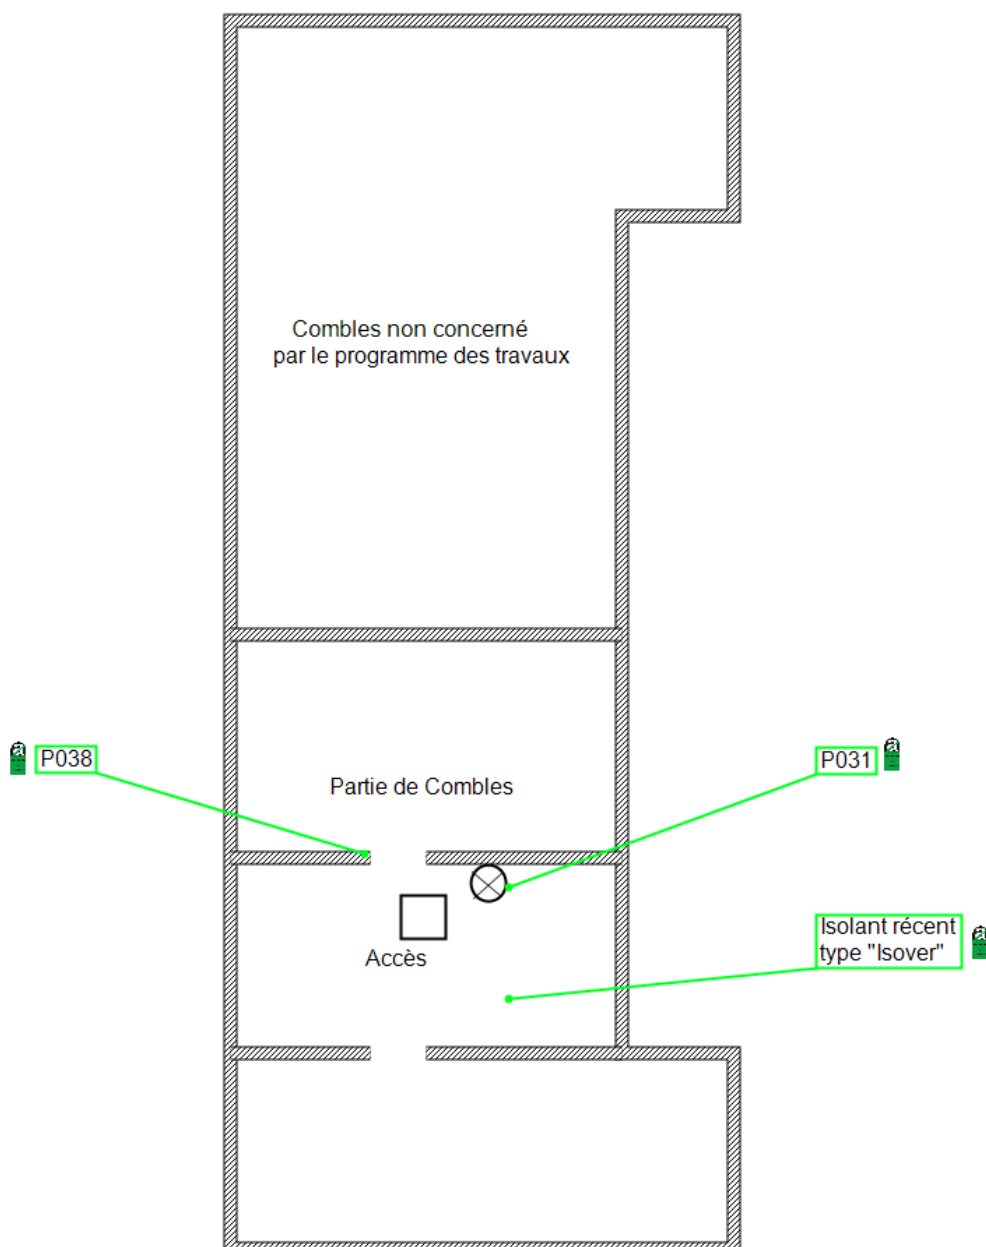 Combles non concerné
par le programme des travaux
a
P038
P031
a
Partie de Combles
Isolant récent
type "Isover"
a
Accès